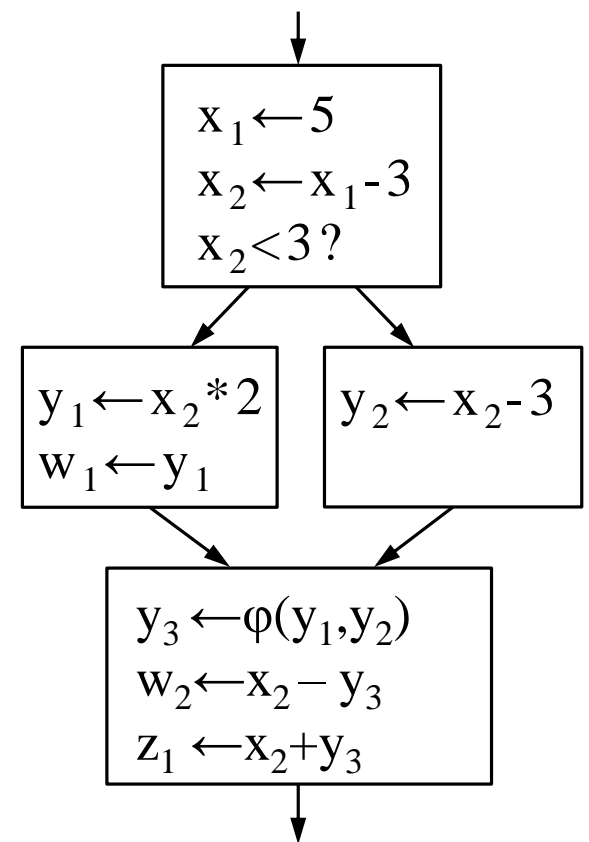 x₁←5
x₂←x₁-3
x₂<3?
y₁←x₂*2
w₁←y₁
y₂←x₂-3
y₃←φ(y₁,y₂)
w₂←x₂−y₃
z₁←x₂+y₃